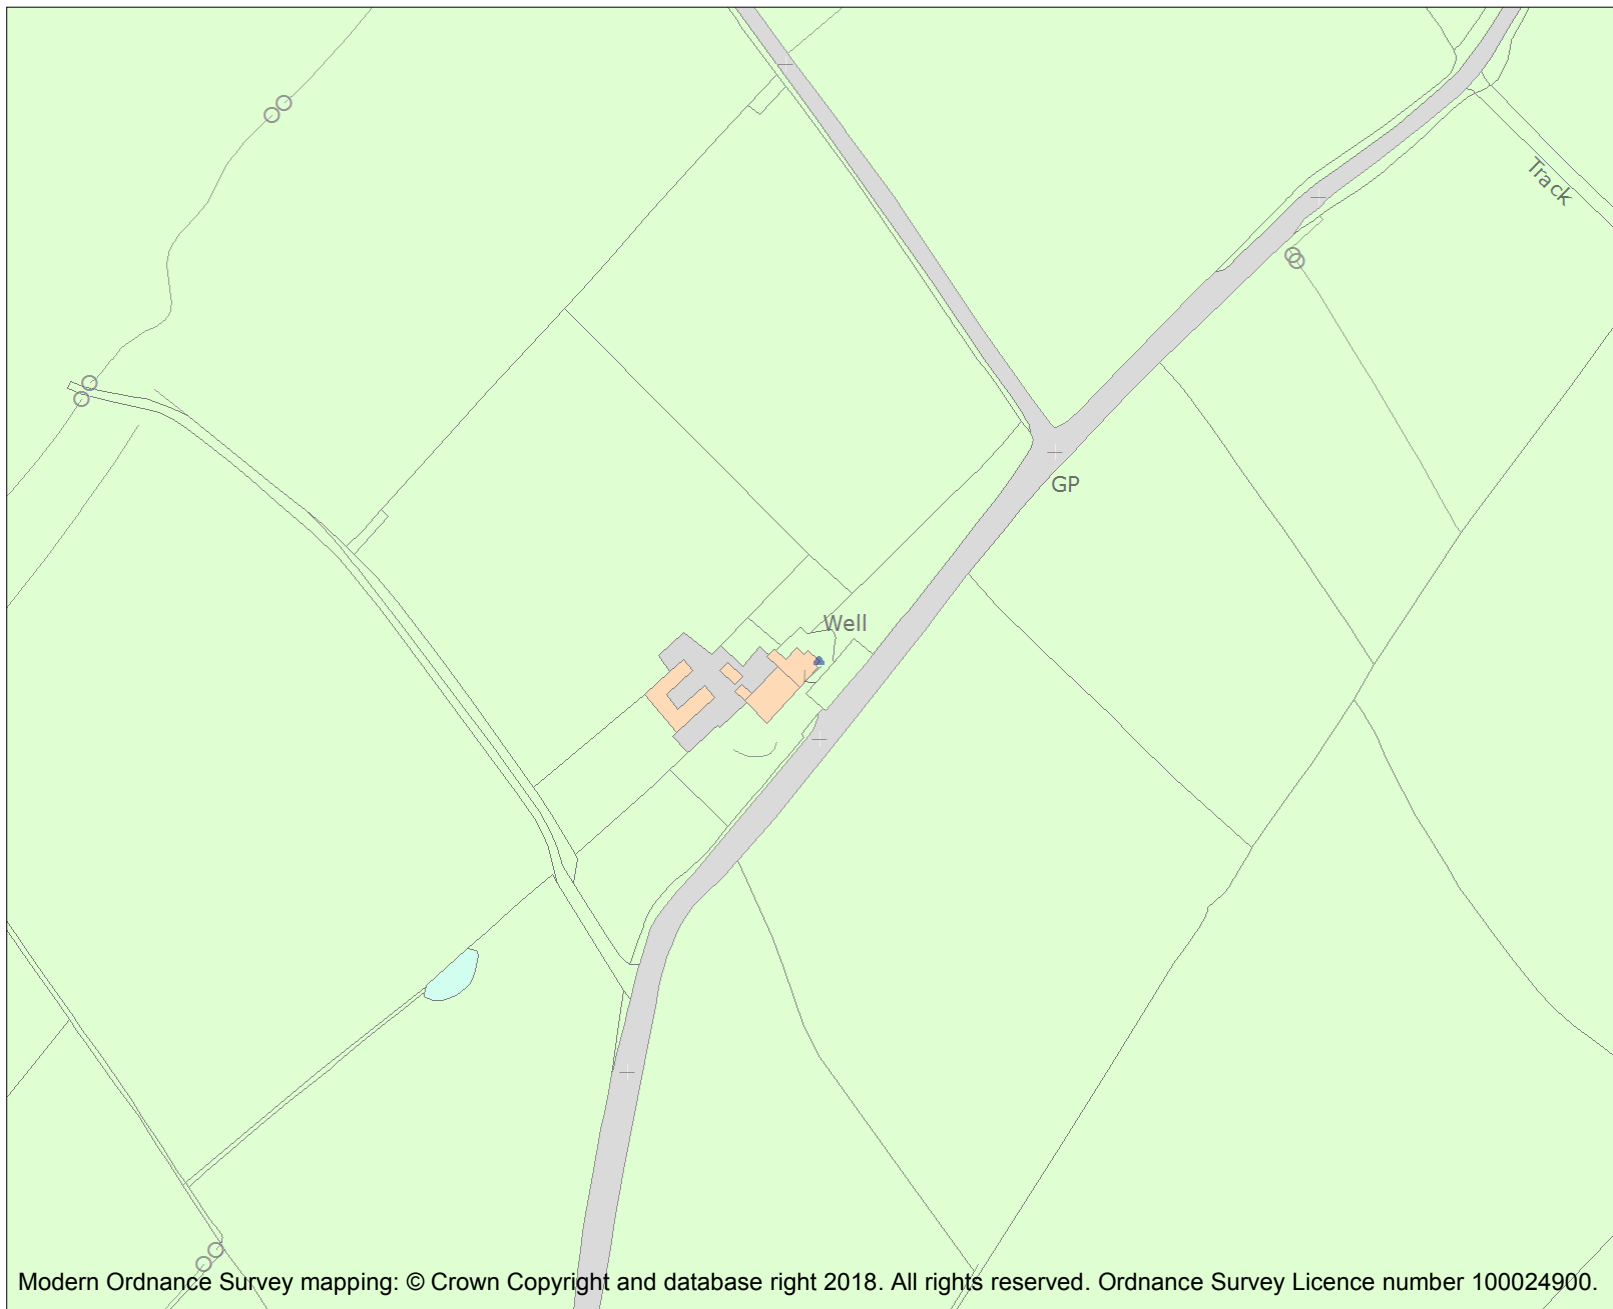 Track
GP
Well
Modern Ordnance Survey mapping: © Crown Copyright and database right 2018. All rights reserved. Ordnance Survey Licence number 100024900.